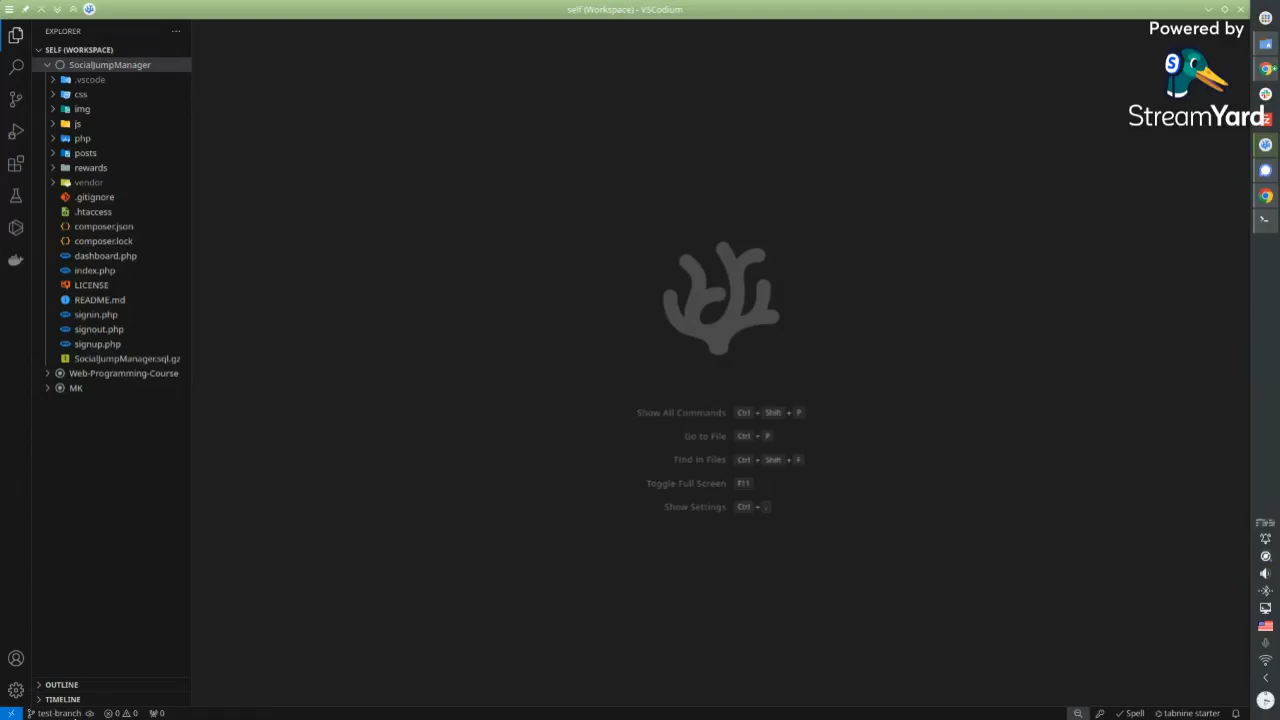 self (Workspace) - VSCodium
Powered by
StreamYard
EXPLORER
SELF (WORKSPACE)
SocialJumpManager
.vscode
css
img
js
php
posts
rewards
vendor
.gitignore
.htaccess
composer.json
composer.lock
dashboard.php
index.php
LICENSE
README.md
signin.php
signout.php
signup.php
SocialJumpManager.sql.gz
Web-Programming-Course
MK
Show All Commands Ctrl + Shift + P
Go to File Ctrl + P
Find in Files Ctrl + Shift + F
Toggle Full Screen F11
Show Settings Ctrl + ,
OUTLINE
TIMELINE
test-branch 0 0 0 Spell tabnine starter